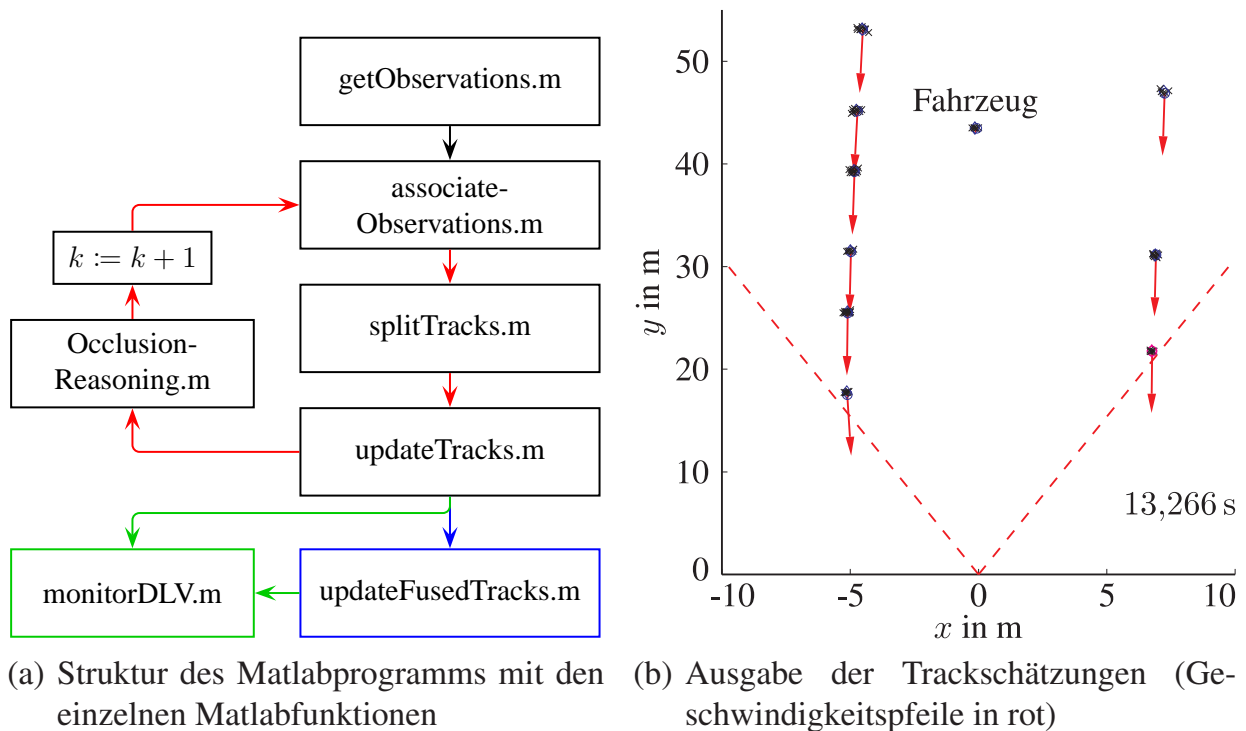 getObservations.m
associate-
Observations.m
k := k + 1
splitTracks.m
Occlusion-
Reasoning.m
updateTracks.m
monitorDLV.m
updateFusedTracks.m
(a) Struktur des Matlabprogramms mit den
einzelnen Matlabfunktionen
50
40
30
20
10
0
y in m
Fahrzeug
13,266 s
-10 -5 0 5 10
x in m
(b) Ausgabe der Trackschätzungen (Ge-
schwindigkeitspfeile in rot)